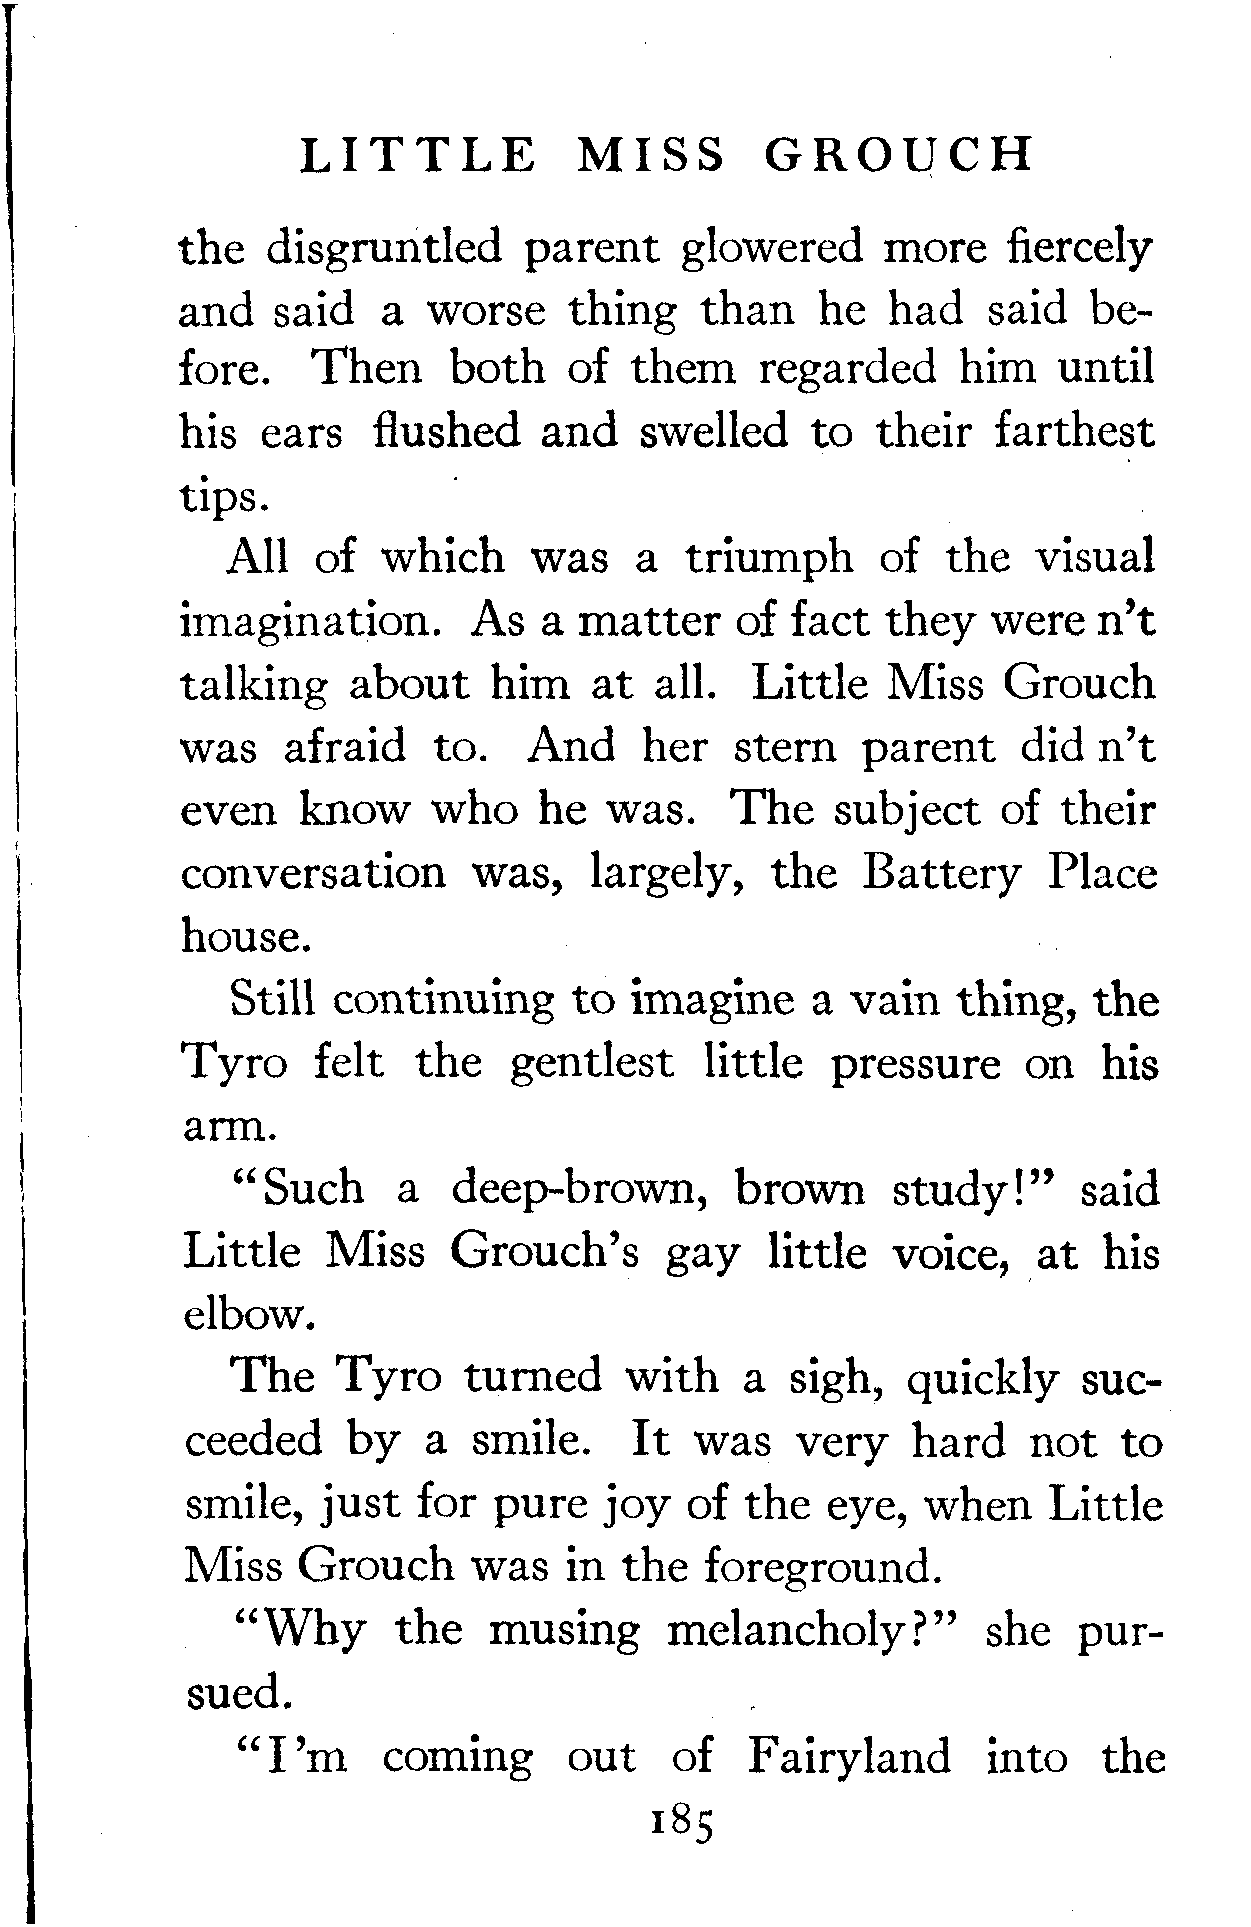 LITTLE MISS GROUCH
the disgruntled parent glowered more fiercely
and said a worse thing than he had said be-
fore. Then both of them regarded him until
his ears flushed and swelled to their farthest
tips.
All of which was a triumph of the visual
imagination. As a matter of fact they were n't
talking about him at all. Little Miss Grouch
was afraid to. And her stern parent did n't
even know who he was. The subject of their
conversation was, largely, the Battery Place
house.
Still continuing to imagine a vain thing, the
Tyro felt the gentlest little pressure on his
arm.
"Such a deep-brown, brown study!" said
Little Miss Grouch's gay little voice, at his
elbow.
The Tyro turned with a sigh, quickly suc-
ceeded by a smile. It was very hard not to
smile, just for pure joy of the eye, when Little
Miss Grouch was in the foreground.
"Why the musing melancholy?" she pur-
sued.
"I 'm coming out of Fairyland into the
185